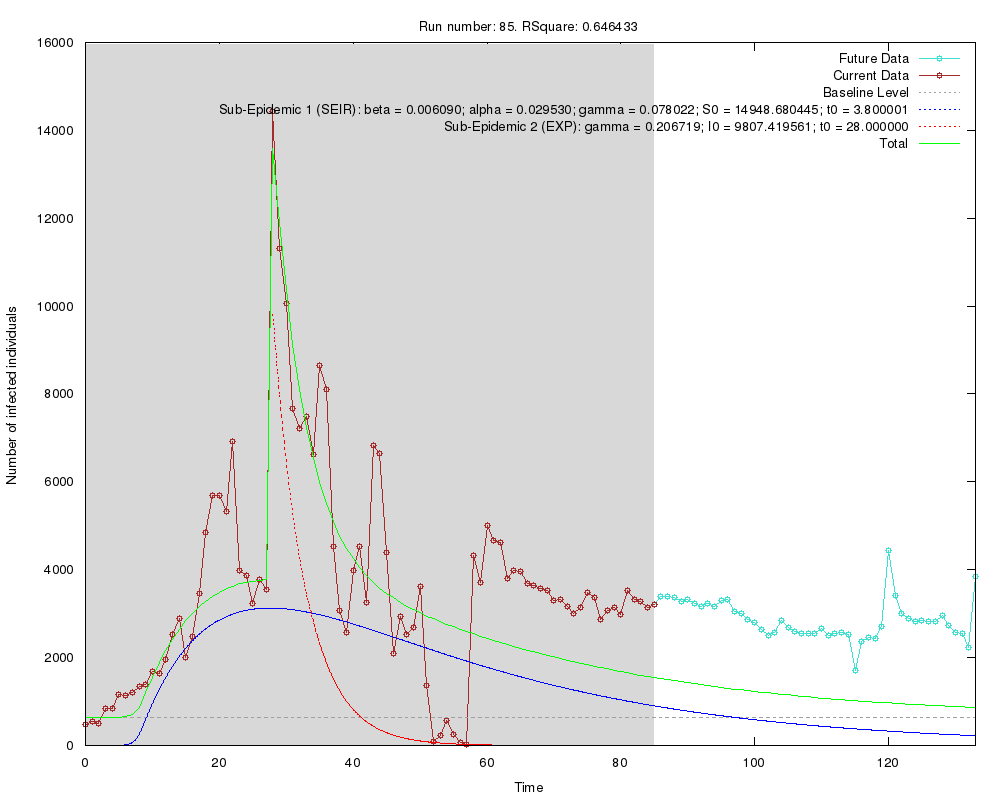 Run number: 85. RSquare: 0.646433
16000
14000
12000
10000
8000
6000
4000
2000
0
Number of infected individuals
Future Data
Current Data
Baseline Level
Sub-Epidemic 1 (SEIR): beta = 0.006090; alpha = 0.029530; gamma = 0.078022; S0 = 14948.680445; t0 = 3.800001
Sub-Epidemic 2 (EXP): gamma = 0.206719; I0 = 9807.419561; t0 = 28.000000
Total
0 20 40 60 80 100 120
Time